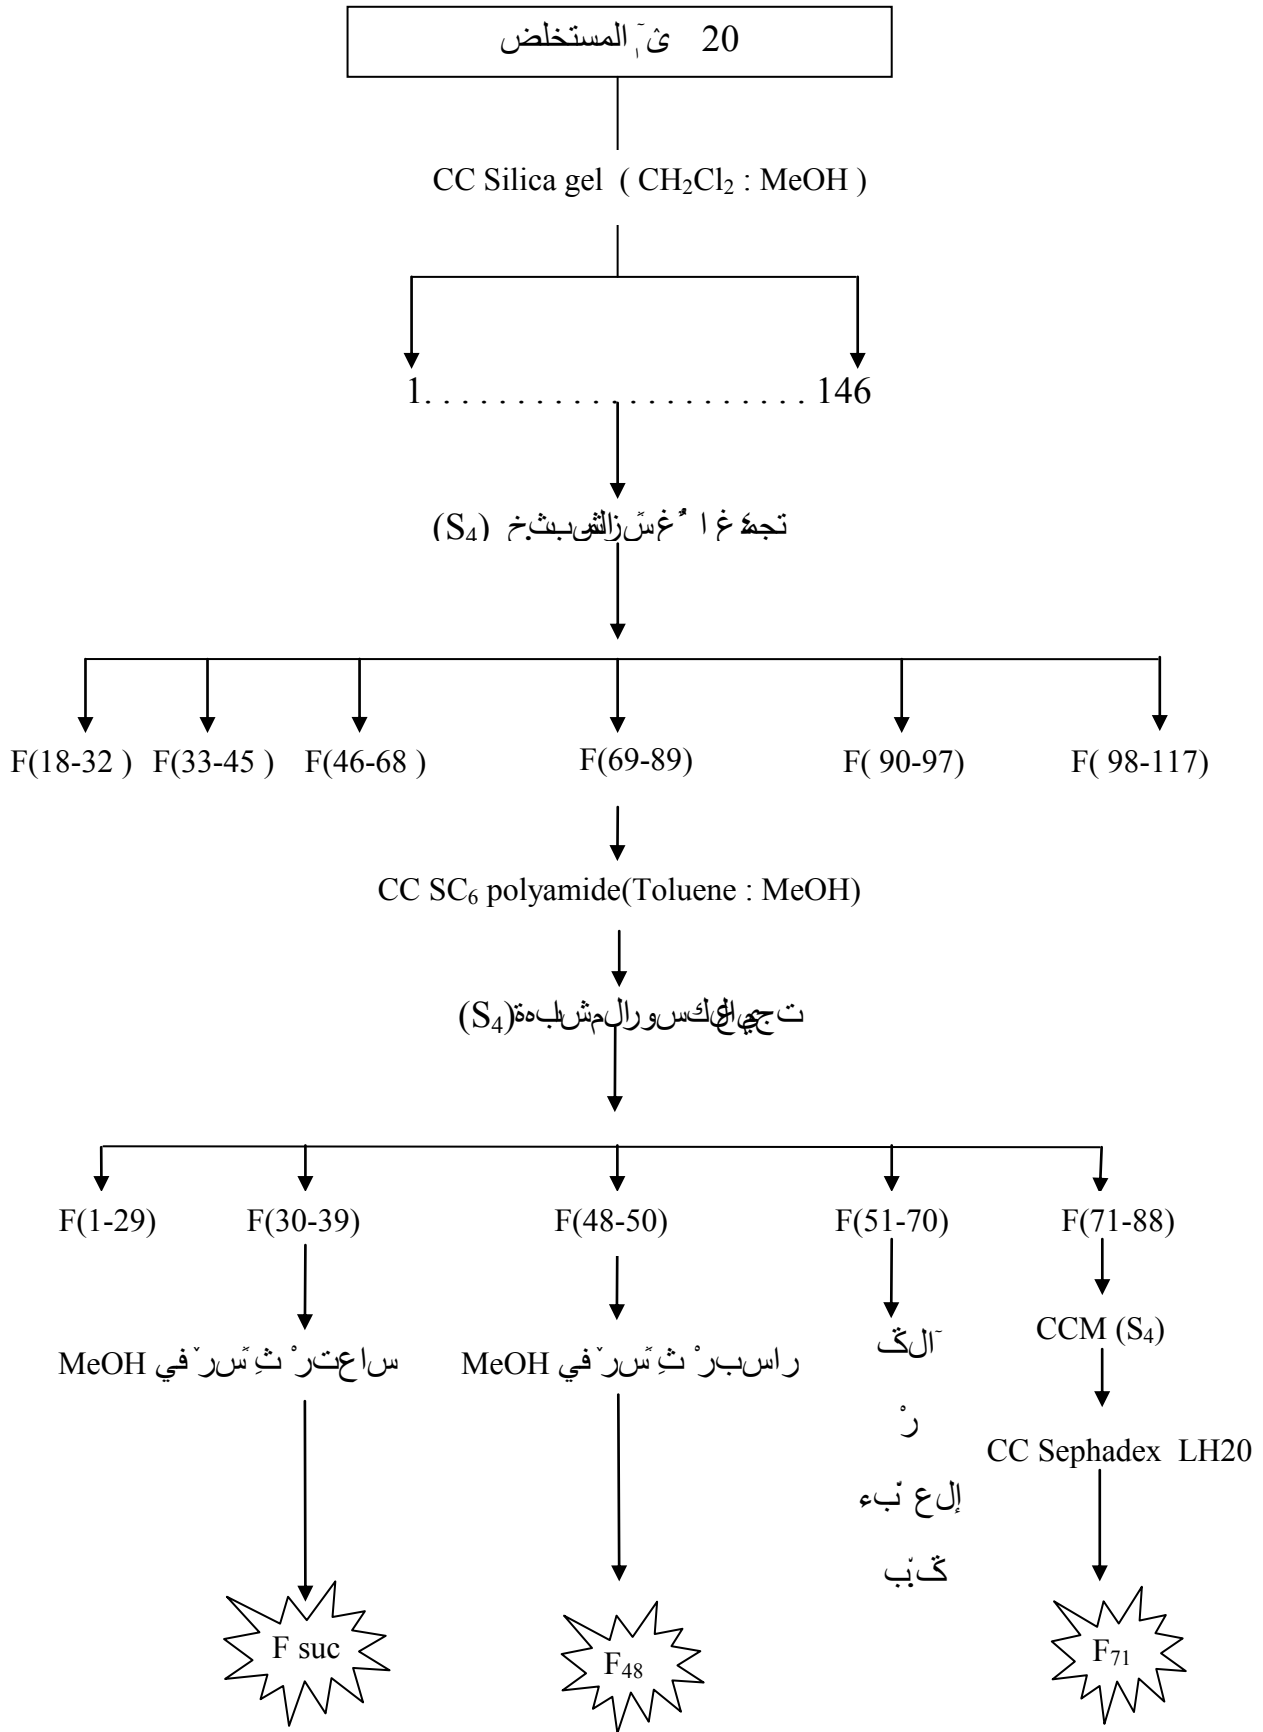 20 المستخلض
CC Silica gel ( CH₂Cl₂ : MeOH )
1. . . . . . . . . . . . . . . . . . . . . 146
(S₄)
F(18-32 ) F(33-45 ) F(46-68 ) F(69-89) F( 90-97) F( 98-117)
CC SC₆ polyamide(Toluene : MeOH)
(S₄)
F(1-29) F(30-39) F(48-50) F(51-70) F(71-88)
CCM (S₄)
في MeOH
في MeOH
CC Sephadex LH20
F suc
F₄₈
F₇₁